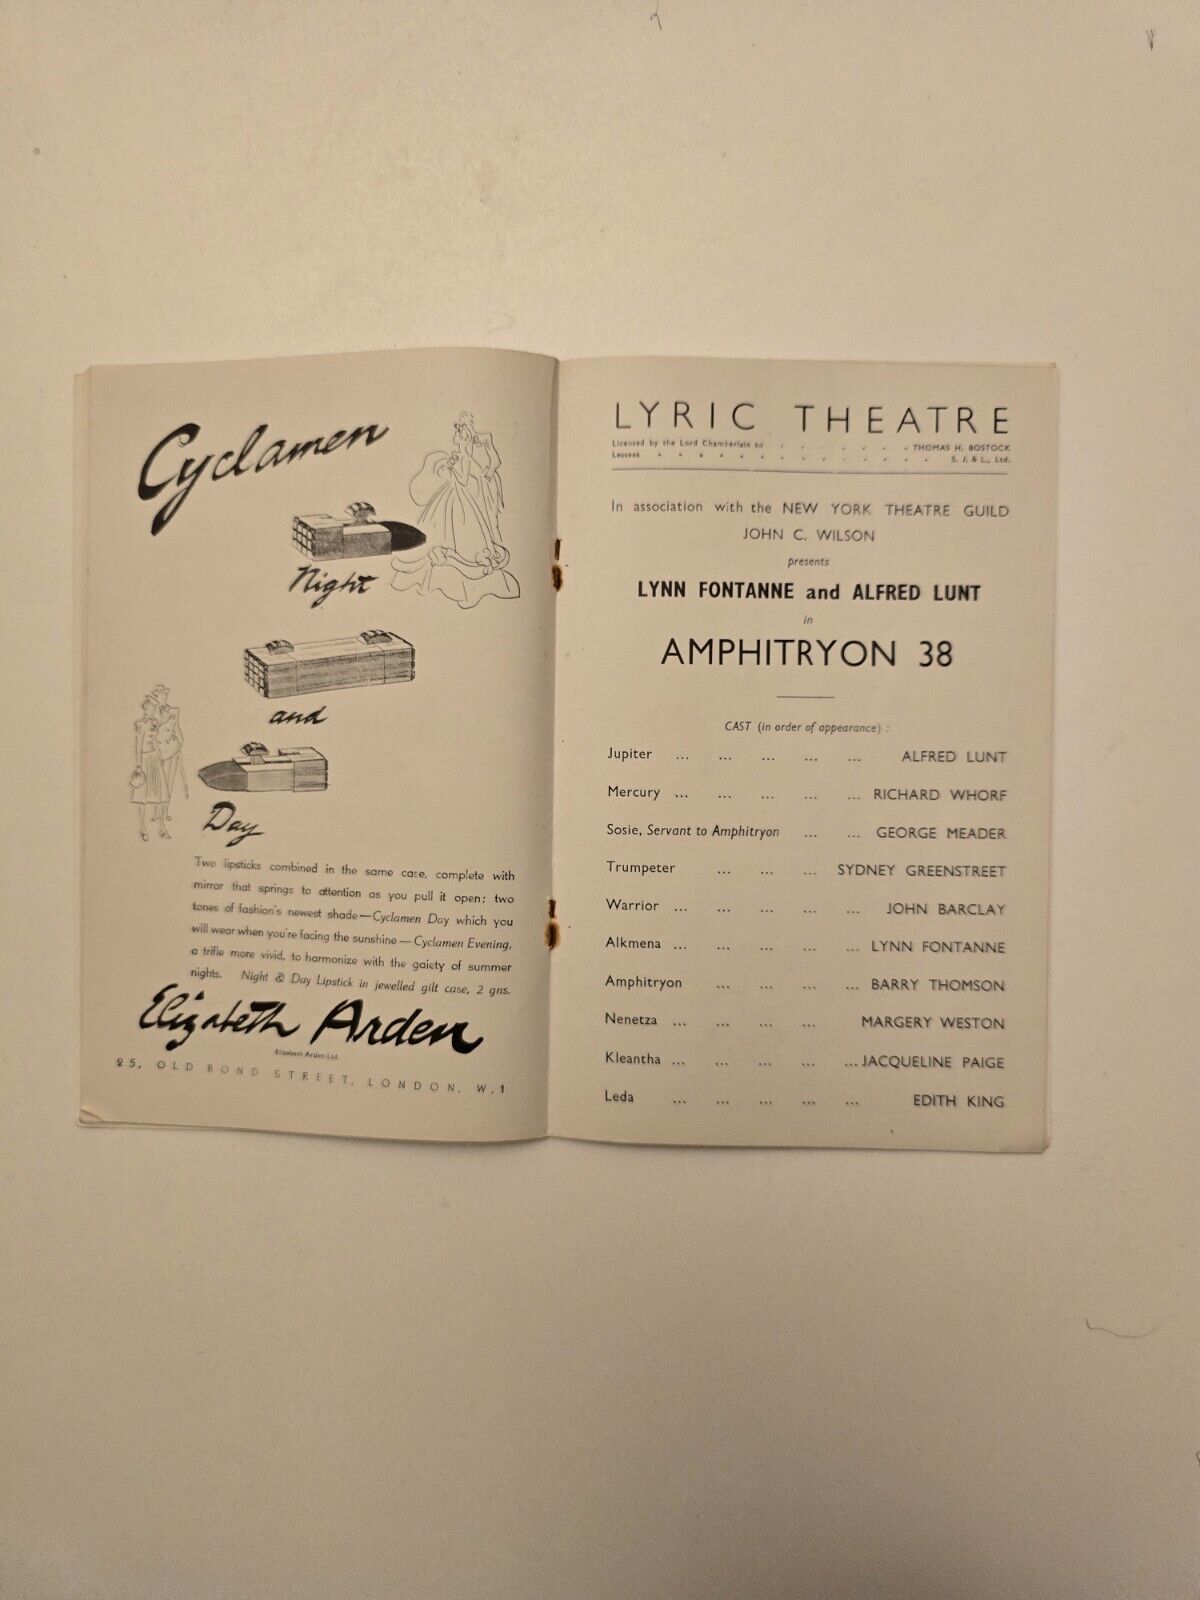 Cyclamen
Night
and
Day
Two lipsticks combined in the same case, complete with
mirror that springs to attention as you pull it open; two
tones of fashion's newest shade—Cyclamen Day which you
will wear when you're facing the sunshine—Cyclamen Evening,
a trifle more vivid, to harmonize with the gaiety of summer
nights. Night & Day Lipstick in jewelled gilt case, 2 gns.
Elizabeth Arden
Elizabeth Arden Ltd.
25, OLD BOND STREET, LONDON, W.1
LYRIC THEATRE
Licensed by the Lord Chamberlain to . . . . . . . THOMAS H. BOSTOCK
Lessees . . . . . . . . . . . . . S. J. & L., Ltd.
In association with the NEW YORK THEATRE GUILD
JOHN C. WILSON
presents
LYNN FONTANNE and ALFRED LUNT
in
AMPHITRYON 38
CAST (in order of appearance) :
Jupiter ... ... ... ... ... ALFRED LUNT
Mercury ... ... ... ... ... RICHARD WHORF
Sosie, Servant to Amphitryon ... ... GEORGE MEADER
Trumpeter ... ... ... SYDNEY GREENSTREET
Warrior ... ... ... ... ... JOHN BARCLAY
Alkmena ... ... ... ... ... LYNN FONTANNE
Amphitryon ... ... ... ... BARRY THOMSON
Nenetza ... ... ... ... MARGERY WESTON
Kleantha ... ... ... ... ... JACQUELINE PAIGE
Leda ... ... ... ... ... EDITH KING